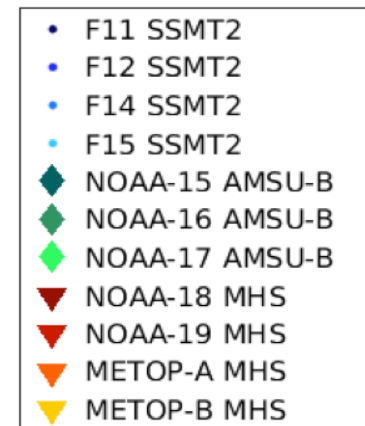 F11 SSMT2
F12 SSMT2
F14 SSMT2
F15 SSMT2
NOAA-15 AMSU-B
NOAA-16 AMSU-B
NOAA-17 AMSU-B
NOAA-18 MHS
NOAA-19 MHS
METOP-A MHS
METOP-B MHS